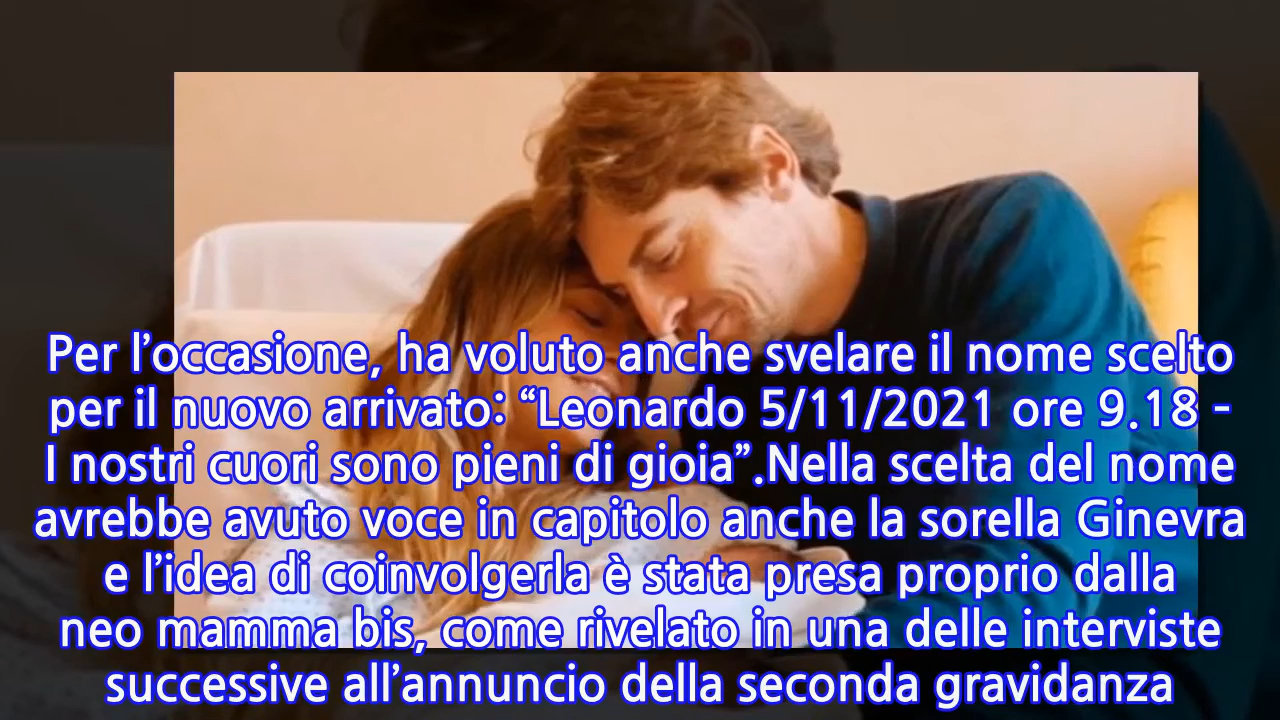 Per l’occasione, ha voluto anche svelare il nome scelto
per il nuovo arrivato: “Leonardo 5/11/2021 ore 9.18 -
I nostri cuori sono pieni di gioia”.Nella scelta del nome
avrebbe avuto voce in capitolo anche la sorella Ginevra
e l’idea di coinvolgerla è stata presa proprio dalla
neo mamma bis, come rivelato in una delle interviste
successive all’annuncio della seconda gravidanza